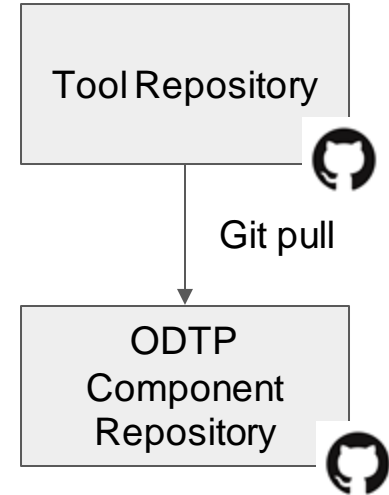 Tool Repository
Git pull
ODTP
Component
Repository